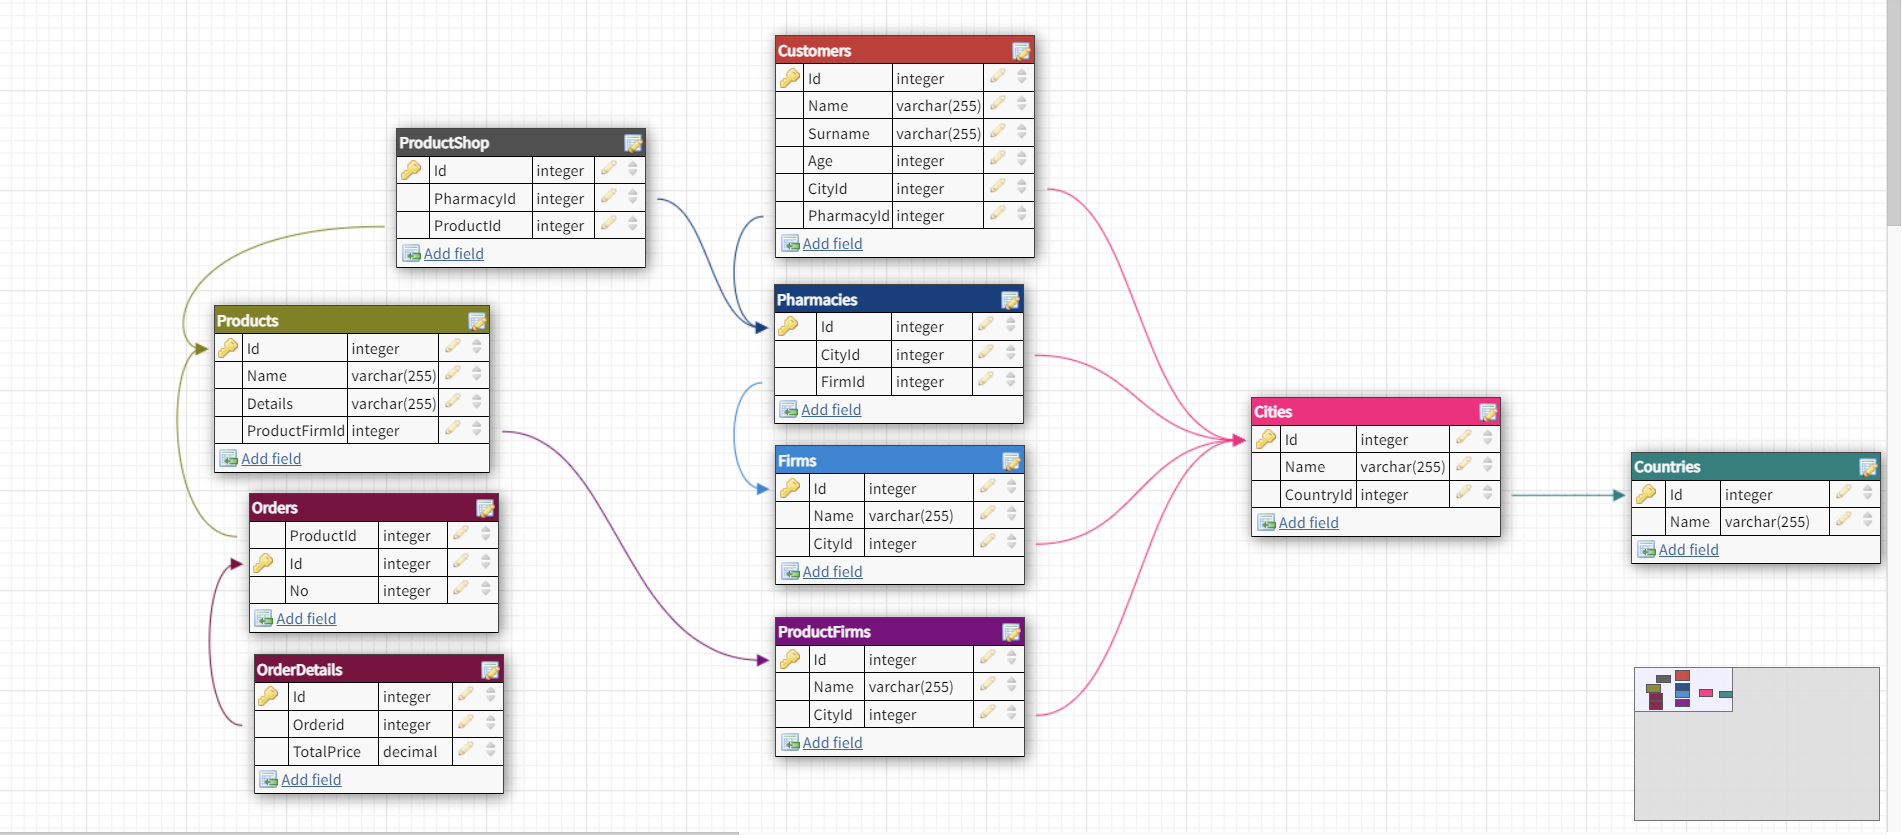 Customers
Id integer
Name varchar(255)
Surname varchar(255)
Age integer
CityId integer
PharmacyId integer
Add field
ProductShop
Id integer
PharmacyId integer
ProductId integer
Add field
Pharmacies
Id integer
CityId integer
FirmId integer
Add field
Products
Id integer
Name varchar(255)
Details varchar(255)
ProductFirmId integer
Add field
Cities
Id integer
Name varchar(255)
CountryId integer
Add field
Firms
Id integer
Name varchar(255)
CityId integer
Add field
Countries
Id integer
Name varchar(255)
Add field
Orders
ProductId integer
Id integer
No integer
Add field
ProductFirms
Id integer
Name varchar(255)
CityId integer
Add field
OrderDetails
Id integer
Orderid integer
TotalPrice decimal
Add field